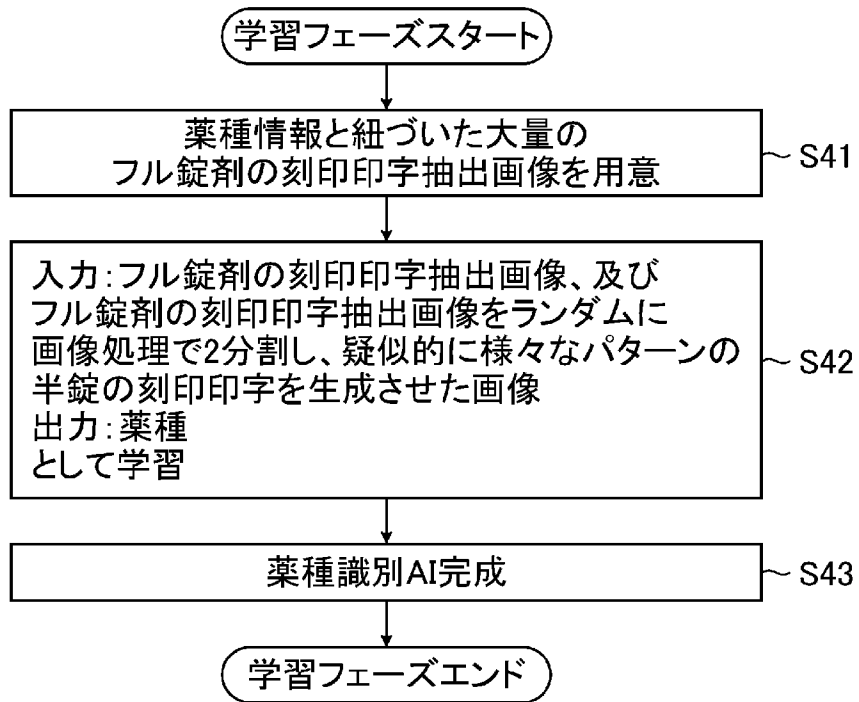 学習フェーズスタート
薬種情報と紐づいた大量の
フル錠剤の刻印印字抽出画像を用意
~ S41
入力:フル錠剤の刻印印字抽出画像、及び
フル錠剤の刻印印字抽出画像をランダムに
画像処理で2分割し、疑似的に様々なパターンの
半錠の刻印印字を生成させた画像
出力:薬種
として学習
~ S42
薬種識別AI完成
~ S43
学習フェーズエンド